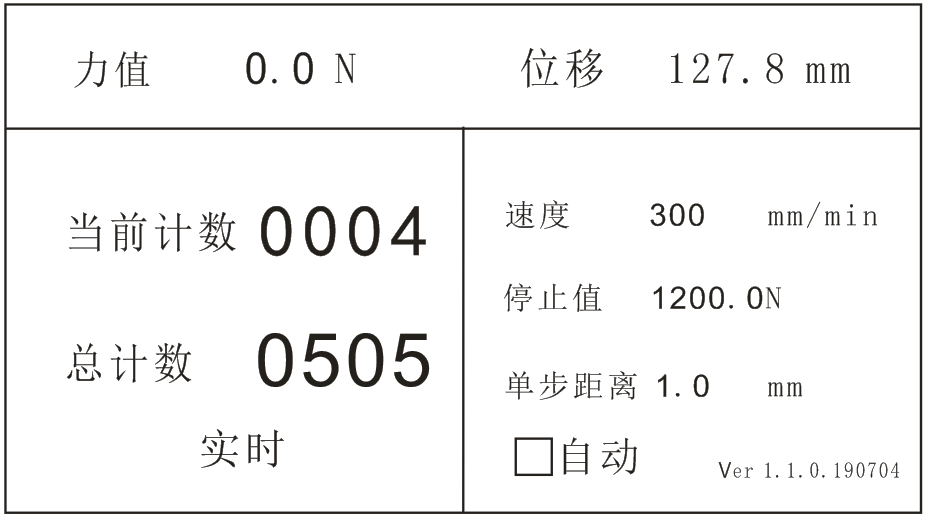 力值 0.0 N 位移 127.8 mm
当前计数 0004
总计数 0505
实时
速度 300 mm/min
停止值 1200.0N
单步距离 1.0 mm
自动
Ver 1.1.0.190704